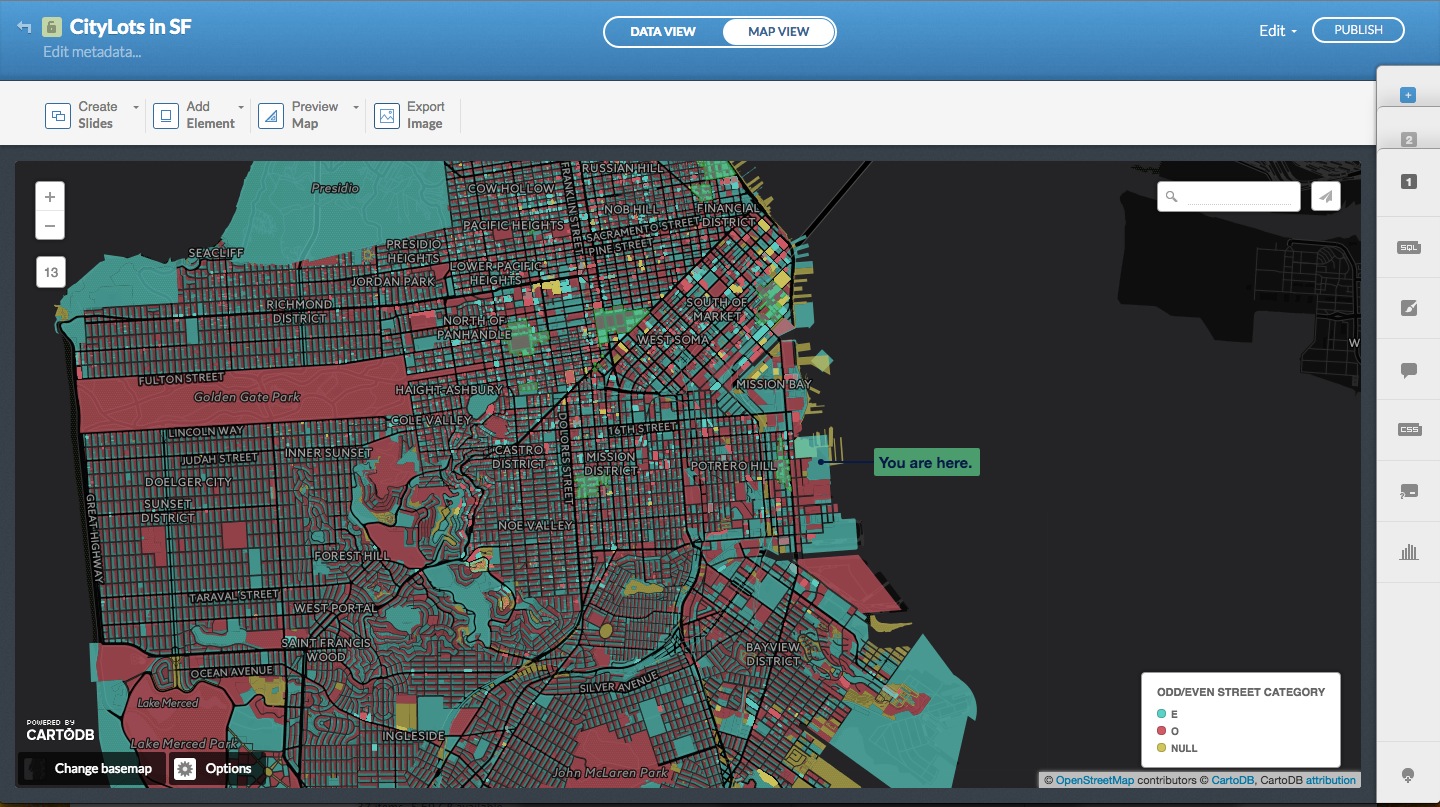 CityLots in SF
Edit metadata...
DATA VIEW
MAP VIEW
Edit
PUBLISH
Create
Slides
Add
Element
Preview
Map
Export
Image
+
2
1
SQL
CSS
+
−
13
Presidio
RUSSIAN HILL
COW HOLLOW
FRANKLIN STREET
NOB HILL
FINANCIAL
DISTRICT
PACIFIC HEIGHTS
SACRAMENTO STREET
PINE STREET
PRESIDIO
HEIGHTS
SEACLIFF
LOWER PACIFIC
HEIGHTS
JORDAN PARK
RICHMOND
DISTRICT
SOUTH OF
MARKET
NORTH OF
PANHANDLE
WEST SOMA
W
FULTON STREET
Golden Gate Park
HAIGHT-ASHBURY
MISSION BAY
COLE VALLEY
LINCOLN WAY
16TH STREET
DOLORES STREET
JUDAH STREET
INNER SUNSET
CASTRO
DISTRICT
MISSION
DISTRICT
POTRERO HILL
You are here.
DOELGER CITY
SUNSET
DISTRICT
GREAT HIGHWAY
NOE VALLEY
FOREST HILL
TARAVAL STREET
WEST PORTAL
SAINT FRANCIS
WOOD
BAYVIEW
DISTRICT
OCEAN AVENUE
SILVER AVENUE
Lake Merced
INGLESIDE
Lake Merced Park
John McLaren Park
ODD/EVEN STREET CATEGORY
E
O
NULL
POWERED BY
CARTODB
Change basemap
Options
© OpenStreetMap contributors © CartoDB, CartoDB attribution